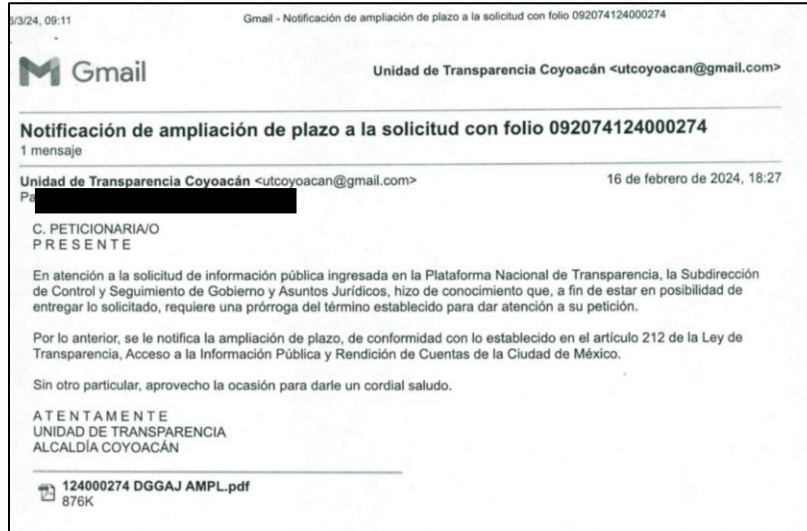 /3/24, 09:11
Gmail - Notificación de ampliación de plazo a la solicitud con folio 092074124000274
Gmail
Unidad de Transparencia Coyoacán <utcoyoacan@gmail.com>
Notificación de ampliación de plazo a la solicitud con folio 092074124000274
1 mensaje
Unidad de Transparencia Coyoacán <utcoyoacan@gmail.com>
16 de febrero de 2024, 18:27
Pa
C. PETICIONARIA/O
P R E S E N T E
En atención a la solicitud de información pública ingresada en la Plataforma Nacional de Transparencia, la Subdirección
de Control y Seguimiento de Gobierno y Asuntos Jurídicos, hizo de conocimiento que, a fin de estar en posibilidad de
entregar lo solicitado, requiere una prórroga del término establecido para dar atención a su petición.
Por lo anterior, se le notifica la ampliación de plazo, de conformidad con lo establecido en el artículo 212 de la Ley de
Transparencia, Acceso a la Información Pública y Rendición de Cuentas de la Ciudad de México.
Sin otro particular, aprovecho la ocasión para darle un cordial saludo.
A T E N T A M E N T E
UNIDAD DE TRANSPARENCIA
ALCALDÍA COYOACÁN
124000274 DGGAJ AMPL.pdf
876K